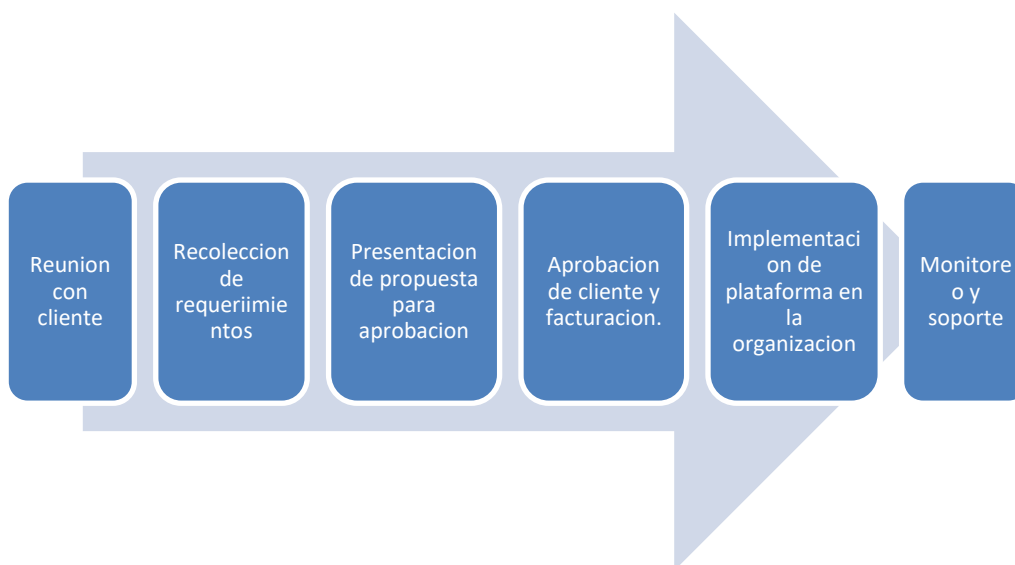 Reunion
con
cliente
Recoleccion
de
requeriimie
ntos
Presentacion
de propuesta
para
aprobacion
Aprobacion
de cliente y
facturacion.
Implementaci
on de
plataforma en
la
organizacion
Monitore
o y
soporte